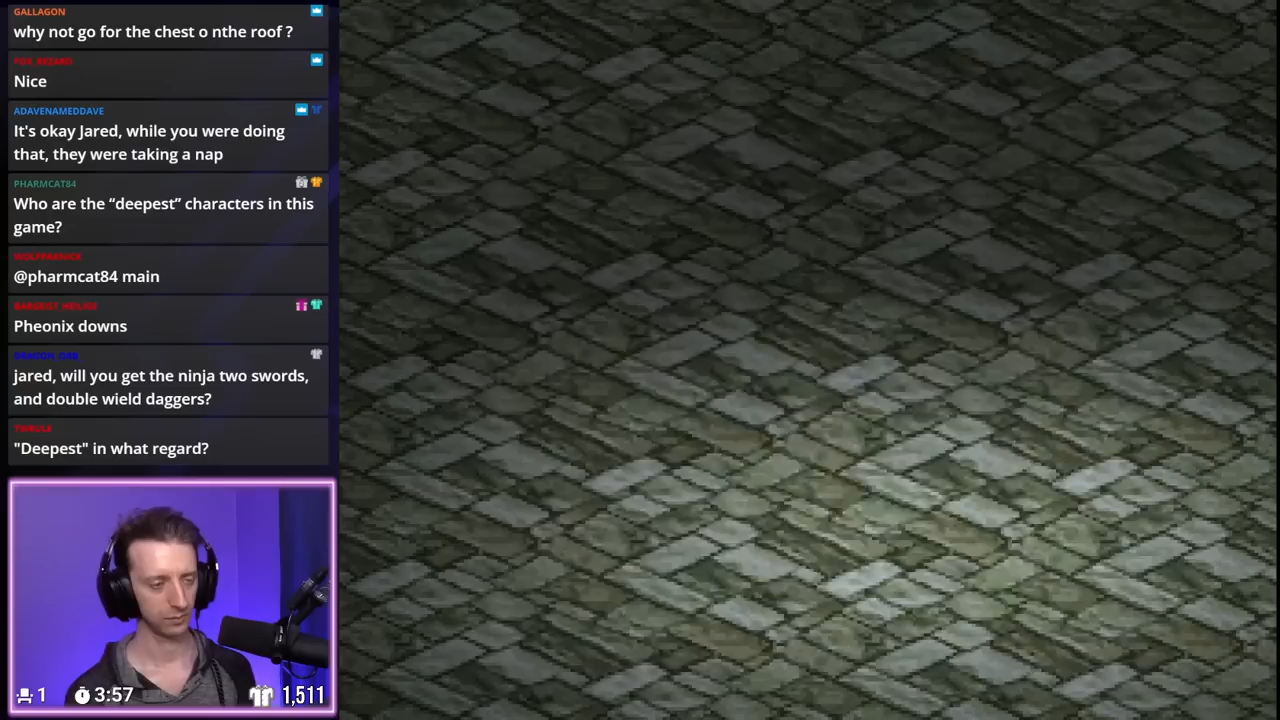 GALLAGON
why not go for the chest o nthe roof ?
Nice
ADAVENAMEDDAVE
It's okay Jared, while you were doing
that, they were taking a nap
PHARMCAT84
Who are the “deepest” characters in this
game?
@pharmcat84 main
Pheonix downs
jared, will you get the ninja two swords,
and double wield daggers?
"Deepest" in what regard?
1
3:57
1,511